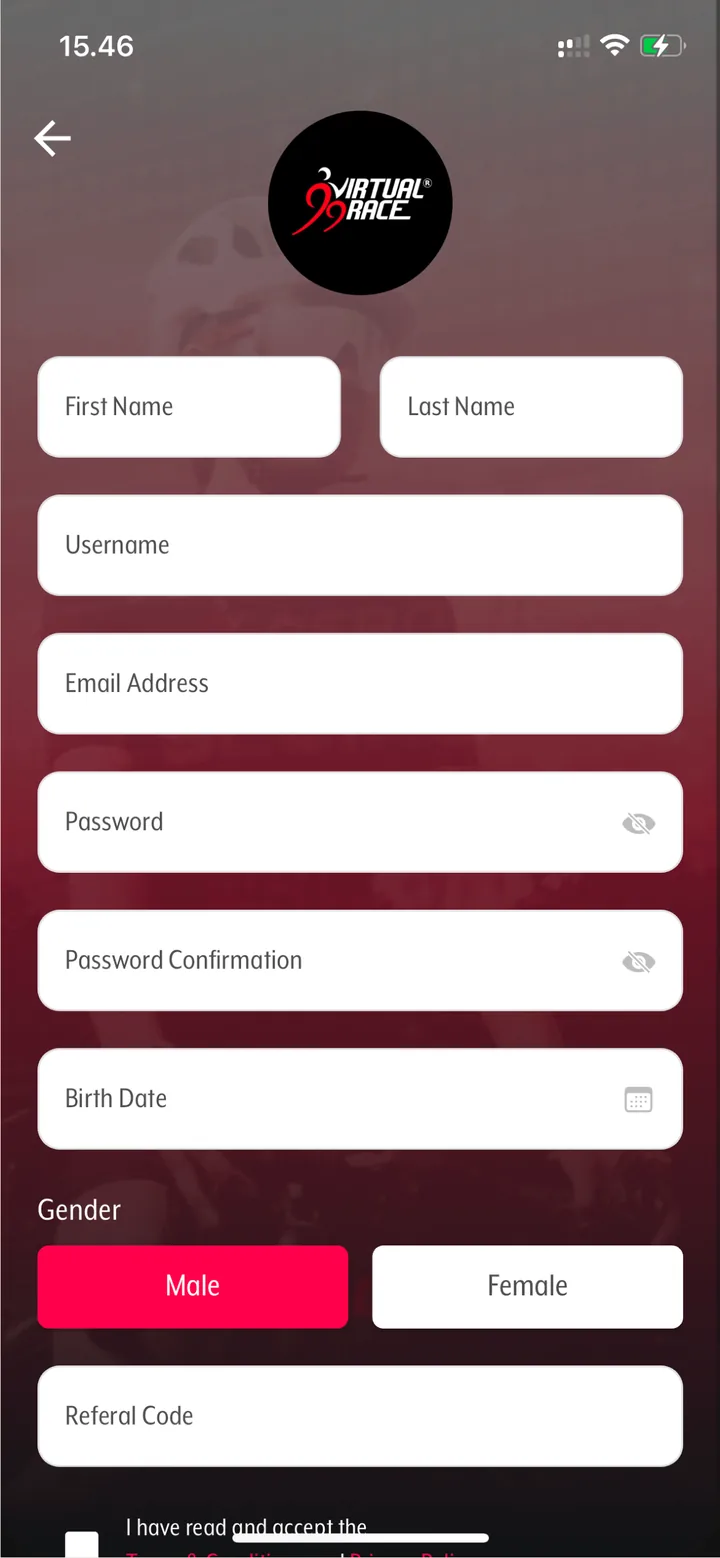 15.46
VIRTUAL®
99 RACE
First Name Last Name
Username
Email Address
Password
Password Confirmation
Birth Date
Gender
Male Female
Referal Code
I have read and accept the